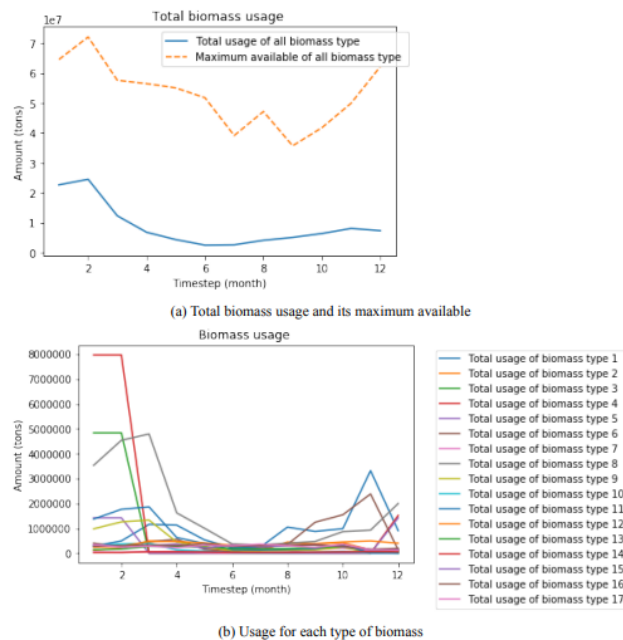 Total biomass usage
1e7
Total usage of all biomass type
Maximum available of all biomass type
7
6
5
4
3
2
1
0
Amount (tons)
2 4 6 8 10 12
Timestep (month)
(a) Total biomass usage and its maximum available
Biomass usage
8000000
7000000
6000000
5000000
4000000
3000000
2000000
1000000
0
Amount (tons)
2 4 6 8 10 12
Timestep (month)
Total usage of biomass type 1
Total usage of biomass type 2
Total usage of biomass type 3
Total usage of biomass type 4
Total usage of biomass type 5
Total usage of biomass type 6
Total usage of biomass type 7
Total usage of biomass type 8
Total usage of biomass type 9
Total usage of biomass type 10
Total usage of biomass type 11
Total usage of biomass type 12
Total usage of biomass type 13
Total usage of biomass type 14
Total usage of biomass type 15
Total usage of biomass type 16
Total usage of biomass type 17
(b) Usage for each type of biomass